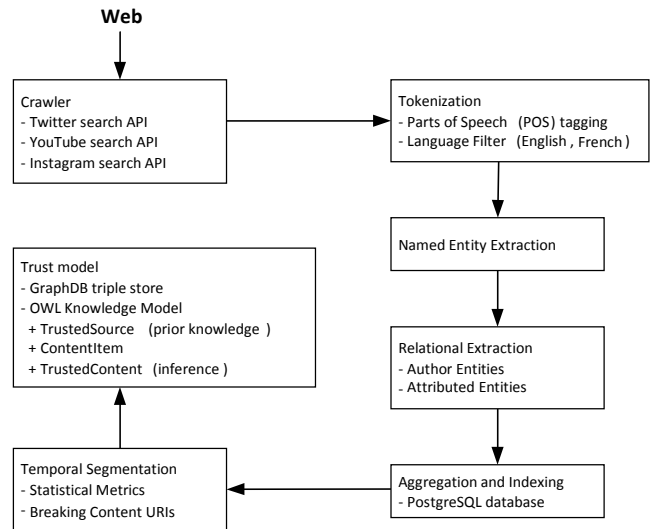 Web
Crawler
- Twitter search API
- YouTube search API
- Instagram search API
Tokenization
- Parts of Speech (POS) tagging
- Language Filter (English , French )
Named Entity Extraction
Relational Extraction
- Author Entities
- Attributed Entities
Aggregation and Indexing
- PostgreSQL database
Temporal Segmentation
- Statistical Metrics
- Breaking Content URIs
Trust model
- GraphDB triple store
- OWL Knowledge Model
+ TrustedSource (prior knowledge )
+ ContentItem
+ TrustedContent (inference )